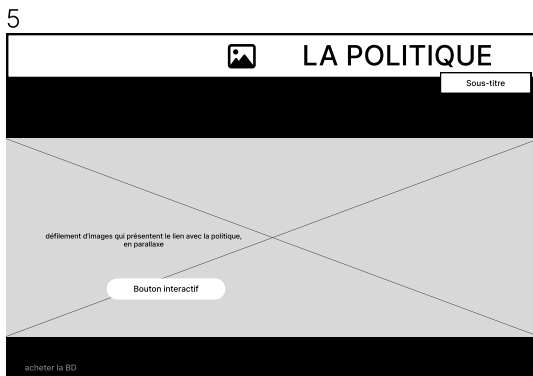 5
LA POLITIQUE
Sous-titre
défilement d'images qui présentent le lien avec la politique,
en parallaxe
Bouton interactif
acheter la BD